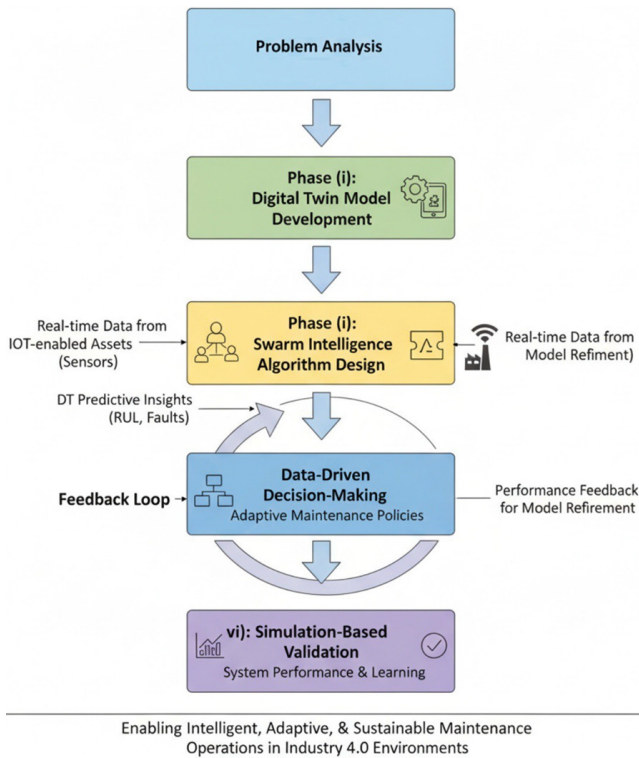 Problem Analysis
Phase (i):
Digital Twin Model
Development
Real-time Data from
IOT-enabled Assets
(Sensors)
Phase (i):
Swarm Intelligence
Algorithm Design
Real-time Data from
Model Refiment)
DT Predictive Insights
(RUL, Faults)
Feedback Loop
Data-Driven
Decision-Making
Adaptive Maintenance Policies
Performance Feedback
for Model Refirement
vi): Simulation-Based
Validation
System Performance & Learning
Enabling Intelligent, Adaptive, & Sustainable Maintenance
Operations in Industry 4.0 Environments